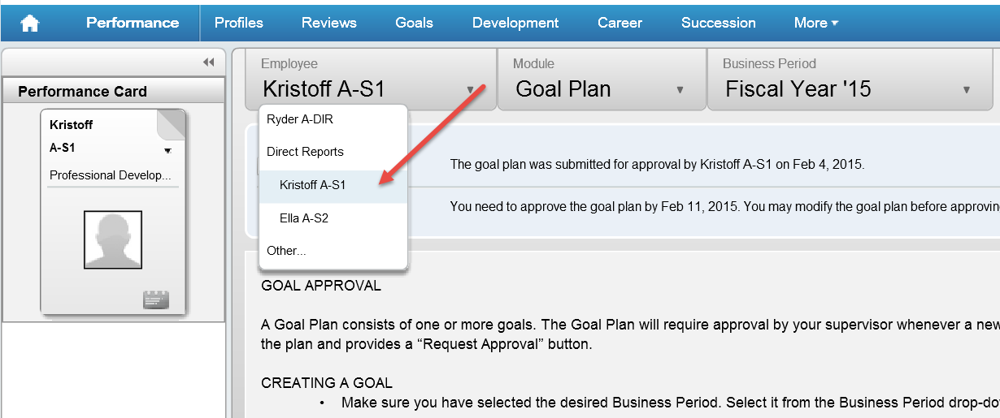 Performance Profiles Reviews Goals Development Career Succession More
Performance Card
Kristoff
A-S1
Professional Develop...
Employee
Kristoff A-S1
Module
Goal Plan
Business Period
Fiscal Year '15
Ryder A-DIR
Direct Reports
Kristoff A-S1
Ella A-S2
Other...
The goal plan was submitted for approval by Kristoff A-S1 on Feb 4, 2015.
You need to approve the goal plan by Feb 11, 2015. You may modify the goal plan before approving
GOAL APPROVAL
A Goal Plan consists of one or more goals. The Goal Plan will require approval by your supervisor whenever a new
the plan and provides a “Request Approval” button.
CREATING A GOAL
• Make sure you have selected the desired Business Period. Select it from the Business Period drop-do